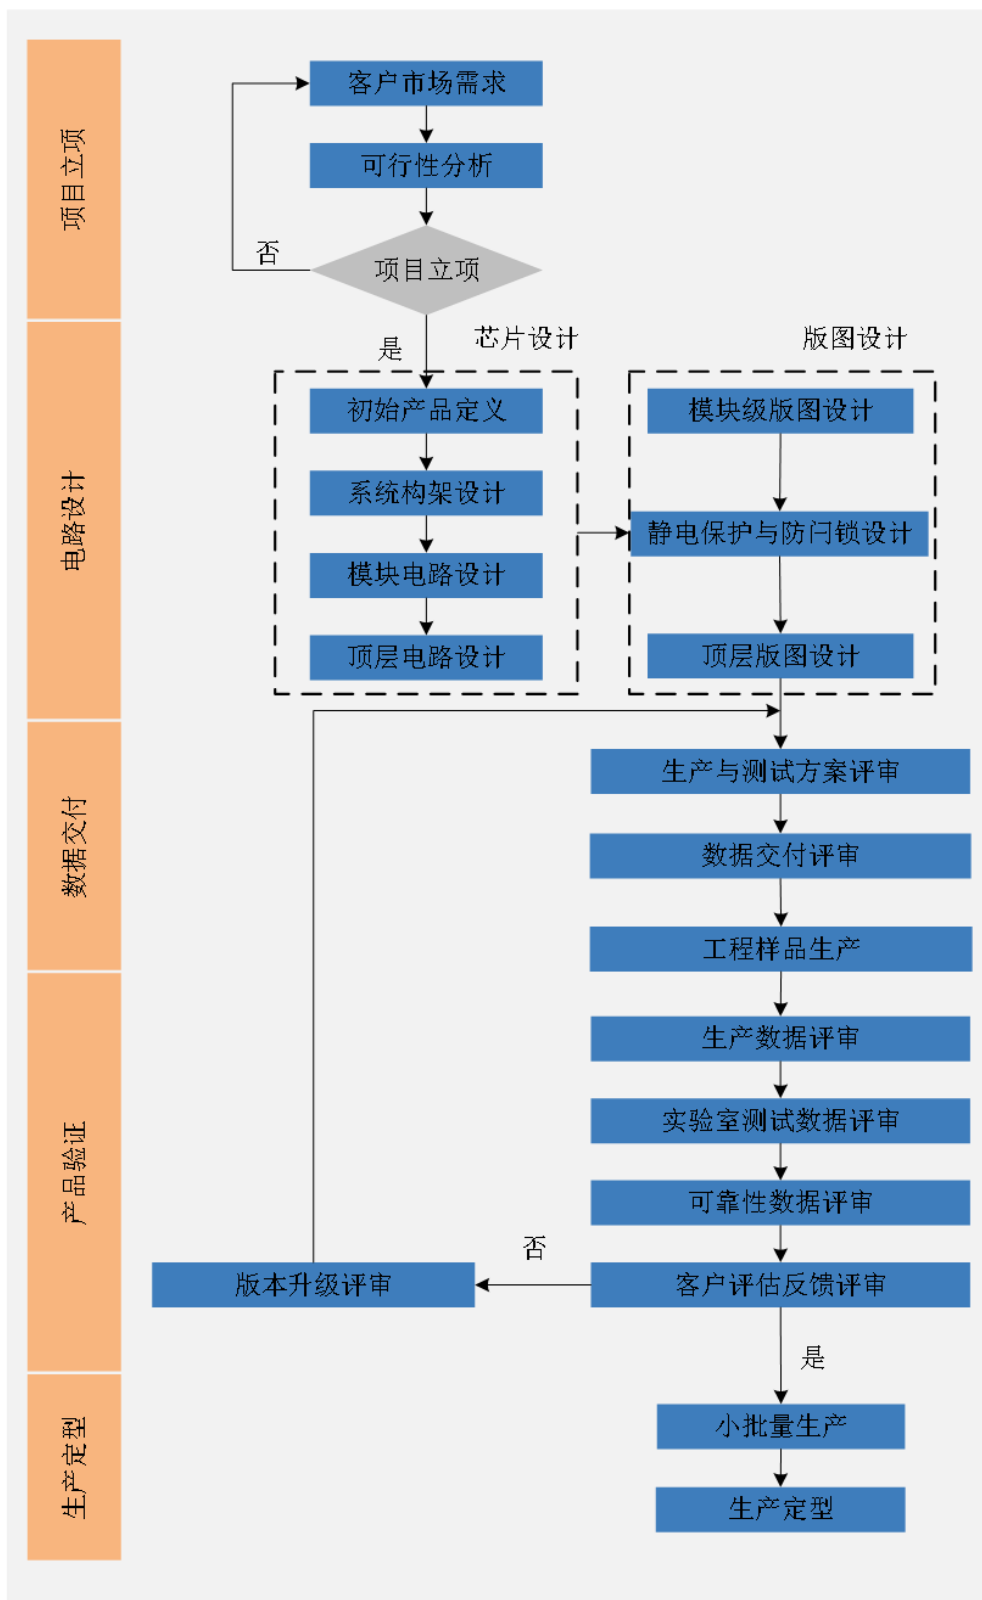 项目立项
客户市场需求
可行性分析
项目立项
否
是
电路设计
芯片设计
初始产品定义
系统构架设计
模块电路设计
顶层电路设计
版图设计
模块级版图设计
静电保护与防闩锁设计
顶层版图设计
数据交付
生产与测试方案评审
数据交付评审
工程样品生产
产品验证
生产数据评审
实验室测试数据评审
可靠性数据评审
客户评估反馈评审
否
版本升级评审
是
生产定型
小批量生产
生产定型